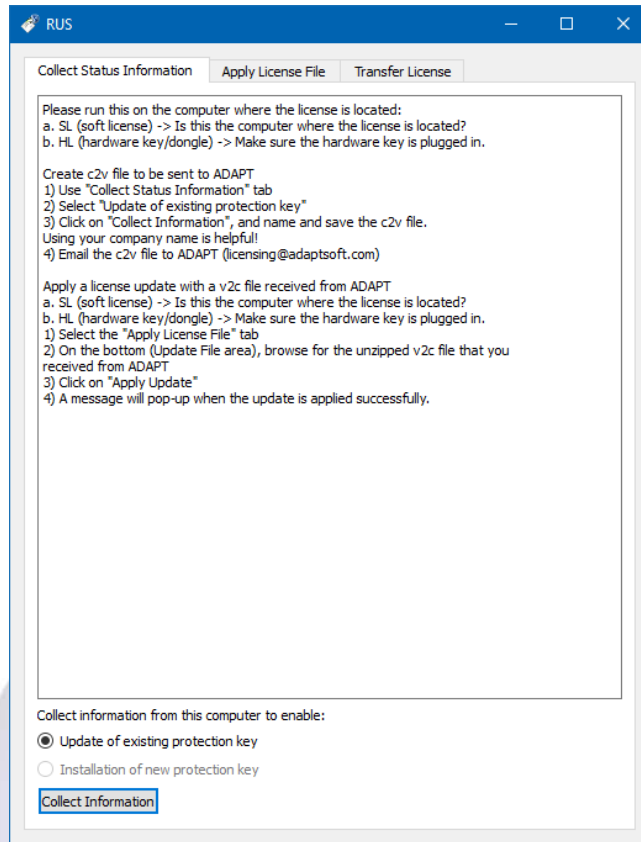 RUS
Collect Status Information Apply License File Transfer License
Please run this on the computer where the license is located:
a. SL (soft license) -> Is this the computer where the license is located?
b. HL (hardware key/dongle) -> Make sure the hardware key is plugged in.
Create c2v file to be sent to ADAPT
1) Use "Collect Status Information" tab
2) Select "Update of existing protection key"
3) Click on "Collect Information", and name and save the c2v file.
Using your company name is helpful!
4) Email the c2v file to ADAPT (licensing@adaptsoft.com)
Apply a license update with a v2c file received from ADAPT
a. SL (soft license) -> Is this the computer where the license is located?
b. HL (hardware key/dongle) -> Make sure the hardware key is plugged in.
1) Select the "Apply License File" tab
2) On the bottom (Update File area), browse for the unzipped v2c file that you
received from ADAPT
3) Click on "Apply Update"
4) A message will pop-up when the update is applied successfully.
Collect information from this computer to enable:
Update of existing protection key
Installation of new protection key
Collect Information